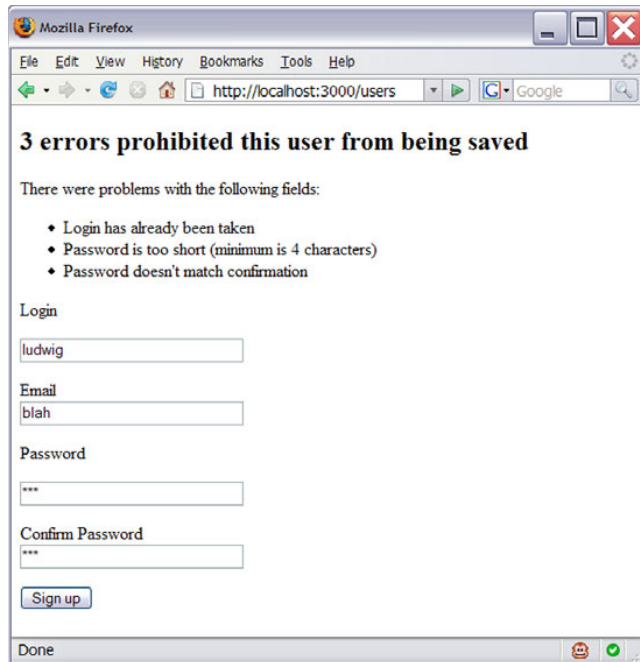 Mozilla Firefox
File Edit View History Bookmarks Tools Help
http://localhost:3000/users G Google
3 errors prohibited this user from being saved
There were problems with the following fields:
• Login has already been taken
• Password is too short (minimum is 4 characters)
• Password doesn't match confirmation
Login
ludwig
Email
blah
Password
***
Confirm Password
***
Sign up
Done